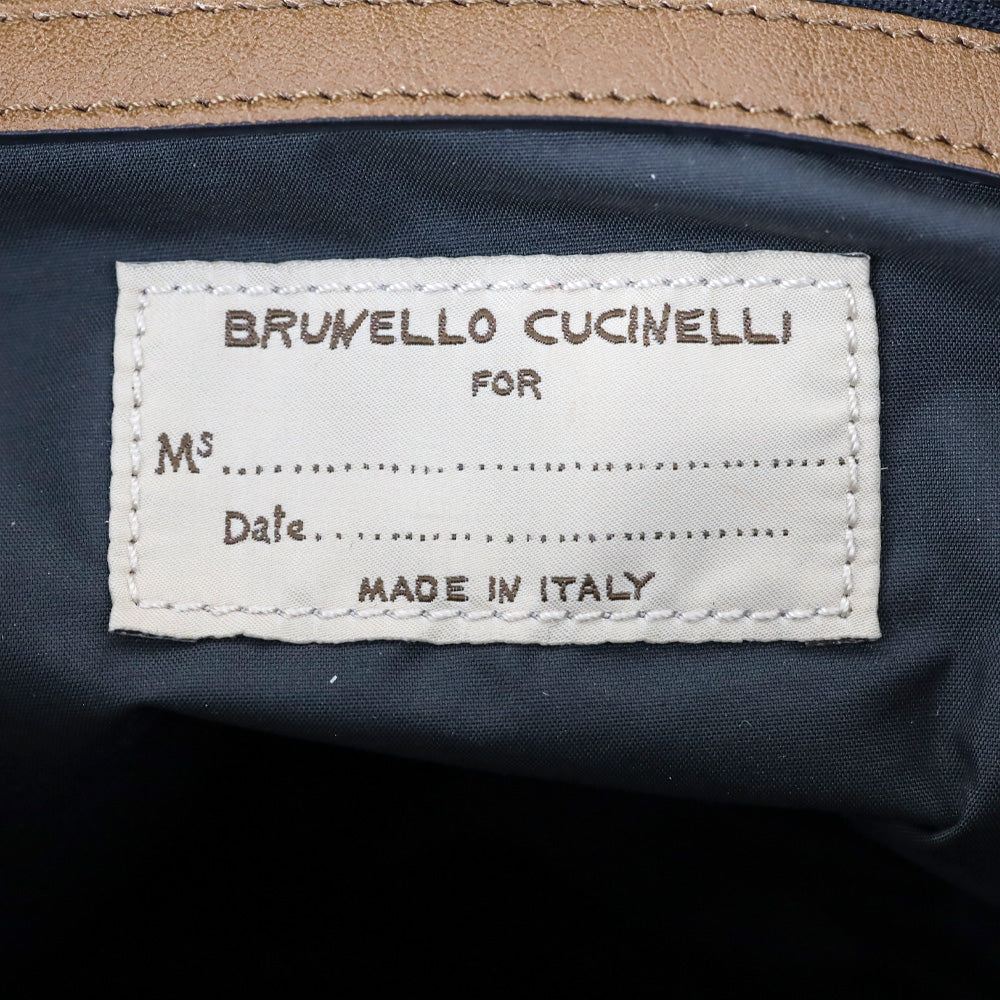 BRUNELLO CUCINELLI
FOR
Ms......................................................
Date........................................
MADE IN ITALY